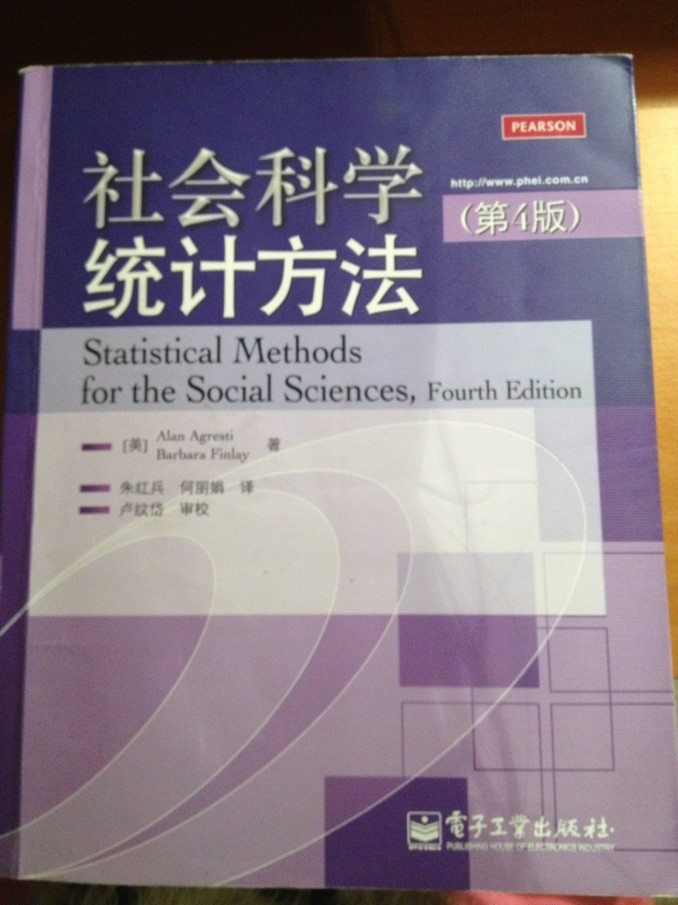 PEARSON
http://www.phei.com.cn
社会科学
统计方法
（第4版）
Statistical Methods
for the Social Sciences, Fourth Edition
[美] Alan Agresti
Barbara Finlay 著
朱红兵 何丽娟 译
卢纹岱 审校
電子工業出版社·
PUBLISHING HOUSE OF ELECTRONICS INDUSTRY